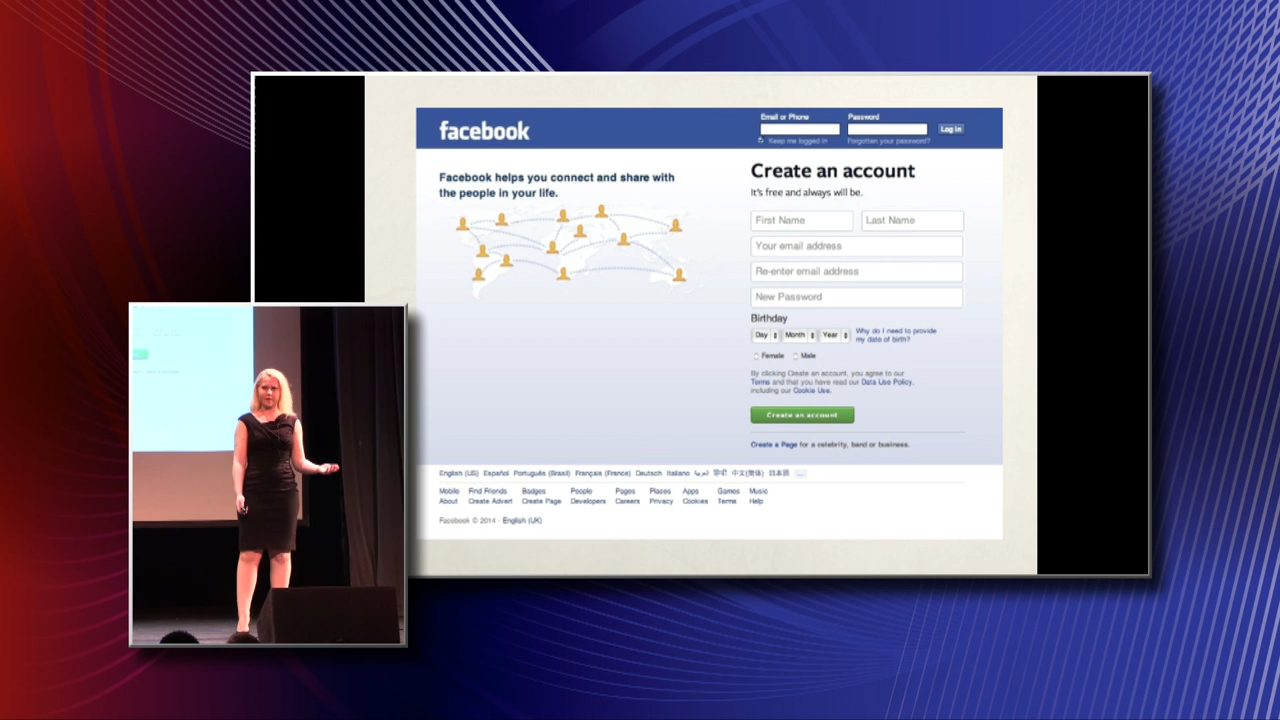 facebook
Email or Phone
Password
Log in
Keep me logged in
Forgotten your password?
Facebook helps you connect and share with
the people in your life.
Create an account
It's free and always will be.
First Name
Last Name
Your email address
Re-enter email address
New Password
Birthday
Day Month Year
Why do I need to provide
my date of birth?
Female Male
By clicking Create an account, you agree to our
Terms and that you have read our Data Use Policy,
including our Cookie Use.
Create an account
Create a Page for a celebrity, band or business.
English (US) Español Português (Brasil) Français (France) Deutsch Italiano العربية हिन्दी 中文(简体) 日本語 ...
Mobile Find Friends Badges People Pages Places Apps Games Music
About Create Advert Create Page Developers Careers Privacy Cookies Terms Help
Facebook © 2014 · English (UK)